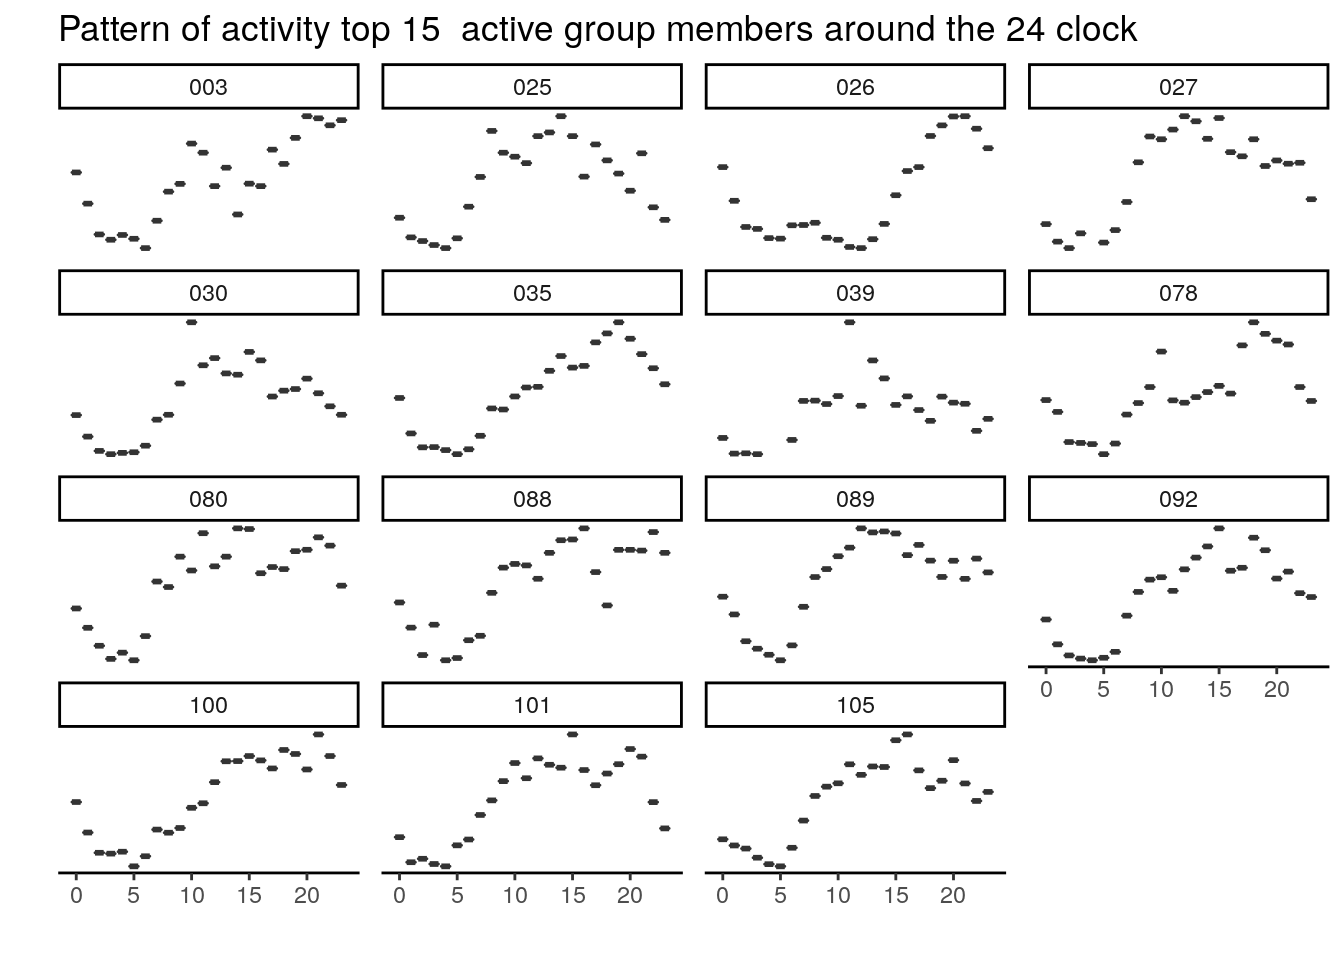 Pattern of activity top 15  active group members around the 24 clock
003 025 026 027
030 035 039 078
080 088 089 092
0 5 10 15 20
100 101 105
0 5 10 15 20 0 5 10 15 20 0 5 10 15 20